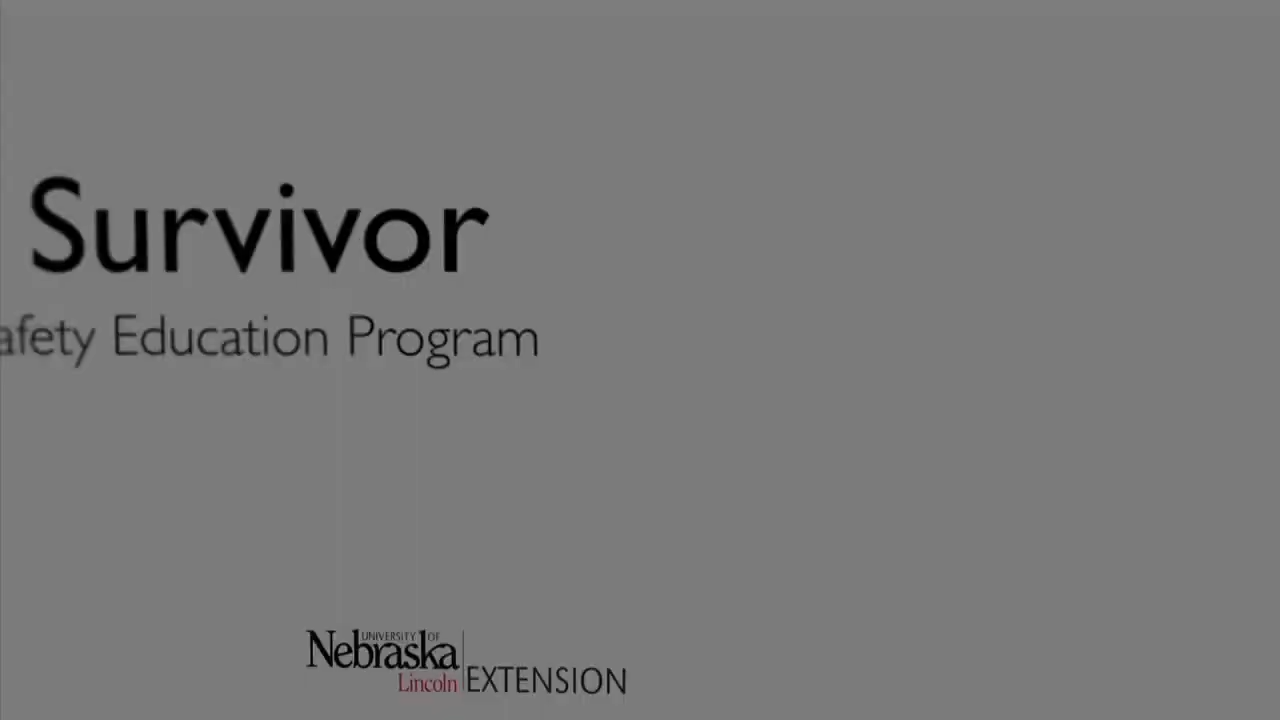 Survivor
afety Education Program
UNIVERSITY OF
Nebraska
Lincoln EXTENSION